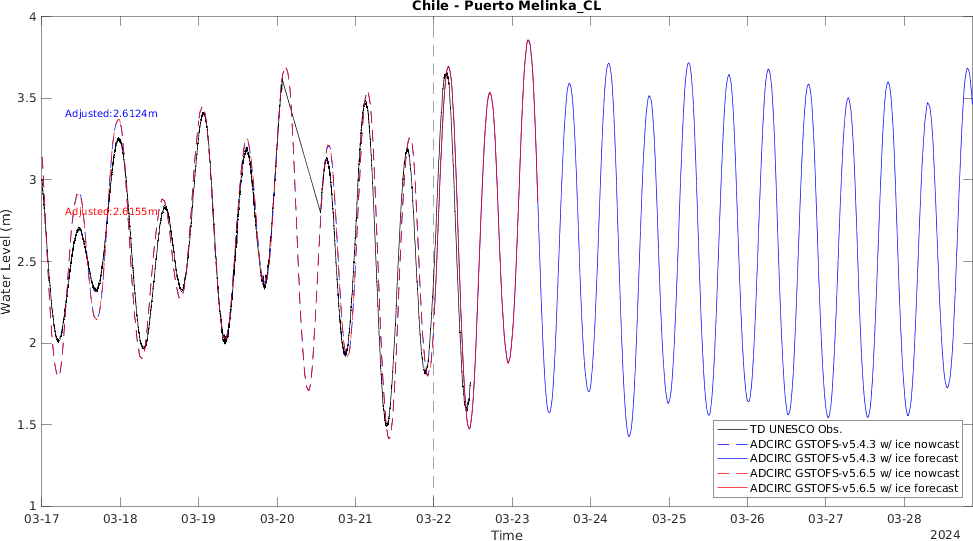 Chile - Puerto Melinka_CL
4
3.5
3
2.5
2
1.5
1
Water Level (m)
Adjusted:2.6124m
Adjusted:2.6155m
TD UNESCO Obs.
ADCIRC GSTOFS-v5.4.3 w/ ice nowcast
ADCIRC GSTOFS-v5.4.3 w/ ice forecast
ADCIRC GSTOFS-v5.6.5 w/ ice nowcast
ADCIRC GSTOFS-v5.6.5 w/ ice forecast
03-17 03-18 03-19 03-20 03-21 03-22 03-23 03-24 03-25 03-26 03-27 03-28
Time
2024